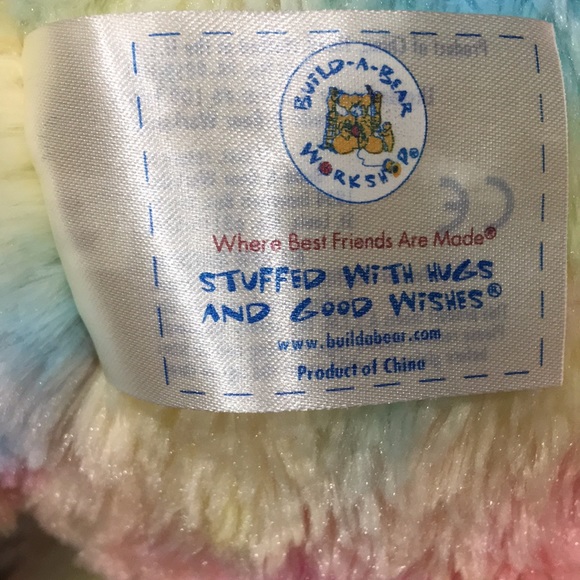 BUILD-A-BEAR
WORKSHOP®
Where Best Friends Are Made®
STUFFED WITH HUGS
AND GOOD WISHES®
www.buildabear.com
Product of China